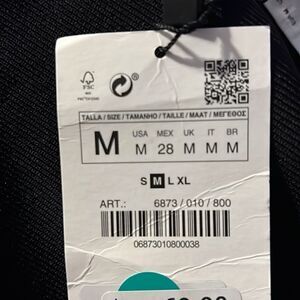 FSC
TALLA / SIZE / TAMANHO / TAILLE / MAAT / ΜΕΓΕΘΟΣ
M
USA MEX UK IT BR
M 28 M M M
S M L XL
ART.: 6873 / 010 / 800
06873010800038